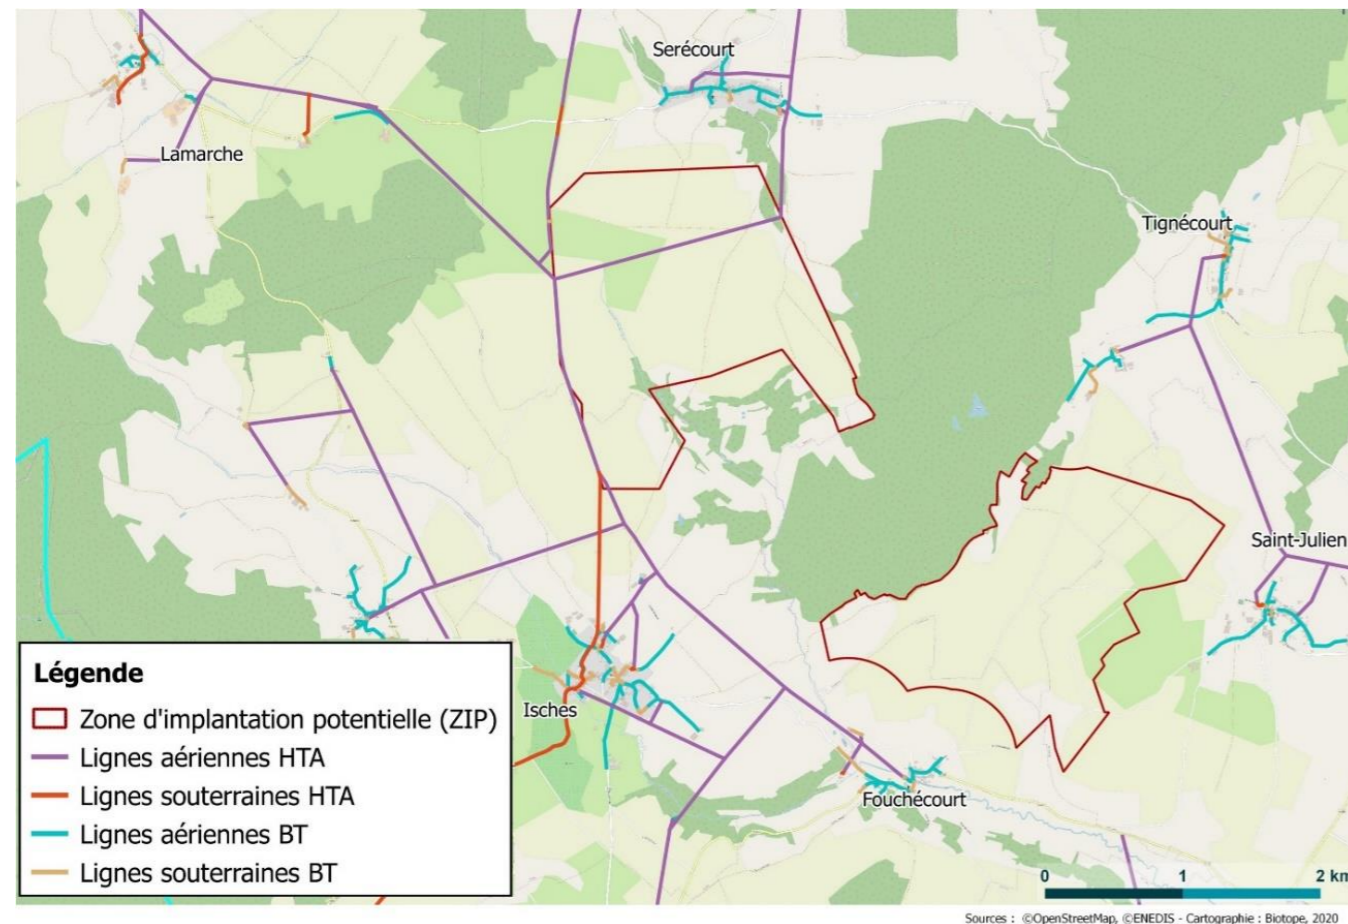 Serécourt
Lamarche
Tignécourt
Saint-Julien
Isches
Fouchécourt
Légende
Zone d'implantation potentielle (ZIP)
Lignes aériennes HTA
Lignes souterraines HTA
Lignes aériennes BT
Lignes souterraines BT
0 1 2 km
Sources : ©OpenStreetMap, ©ENEDIS - Cartographie : Biotope, 2020